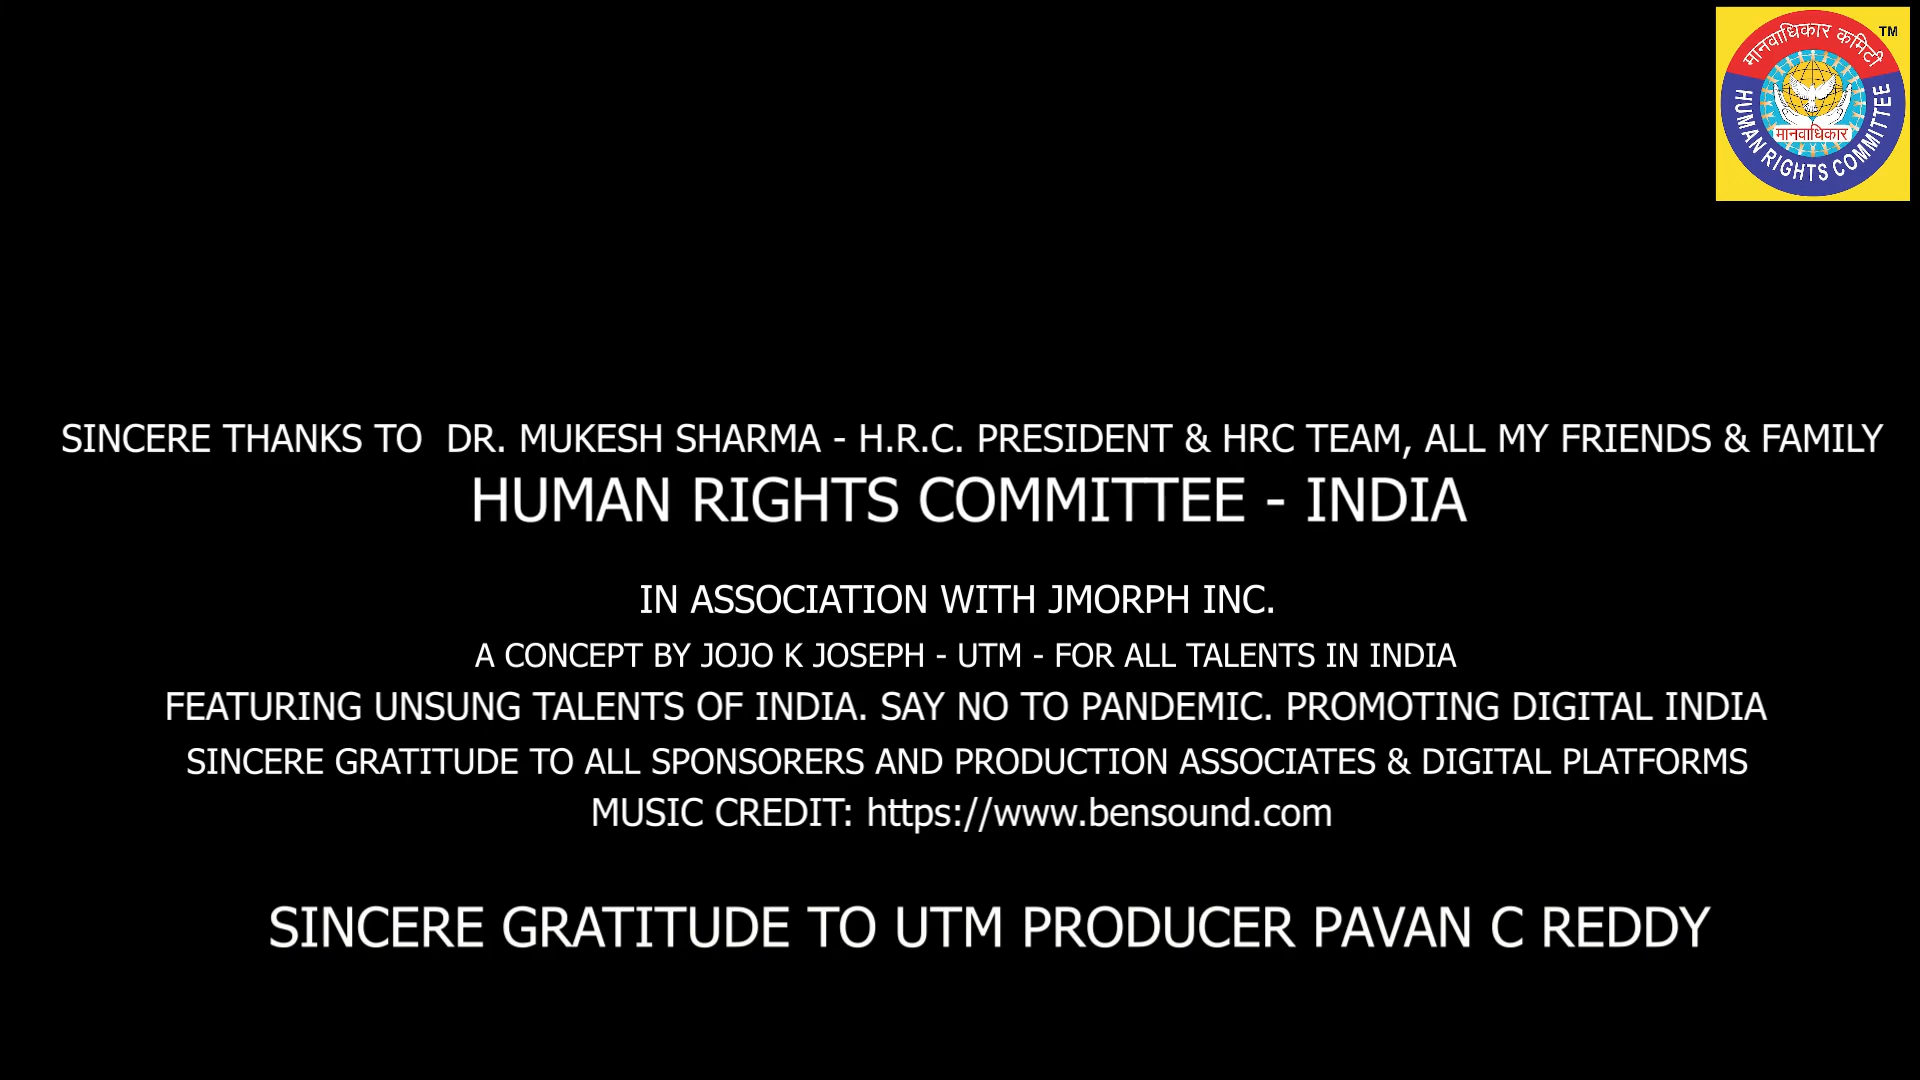 मानवाधिकार कमिटी
TM
मानवाधिकार
HUMAN RIGHTS COMMITTEE
SINCERE THANKS TO  DR. MUKESH SHARMA - H.R.C. PRESIDENT & HRC TEAM, ALL MY FRIENDS & FAMILY
HUMAN RIGHTS COMMITTEE - INDIA
IN ASSOCIATION WITH JMORPH INC.
A CONCEPT BY JOJO K JOSEPH - UTM - FOR ALL TALENTS IN INDIA
FEATURING UNSUNG TALENTS OF INDIA. SAY NO TO PANDEMIC. PROMOTING DIGITAL INDIA
SINCERE GRATITUDE TO ALL SPONSORERS AND PRODUCTION ASSOCIATES & DIGITAL PLATFORMS
MUSIC CREDIT: https://www.bensound.com
SINCERE GRATITUDE TO UTM PRODUCER PAVAN C REDDY